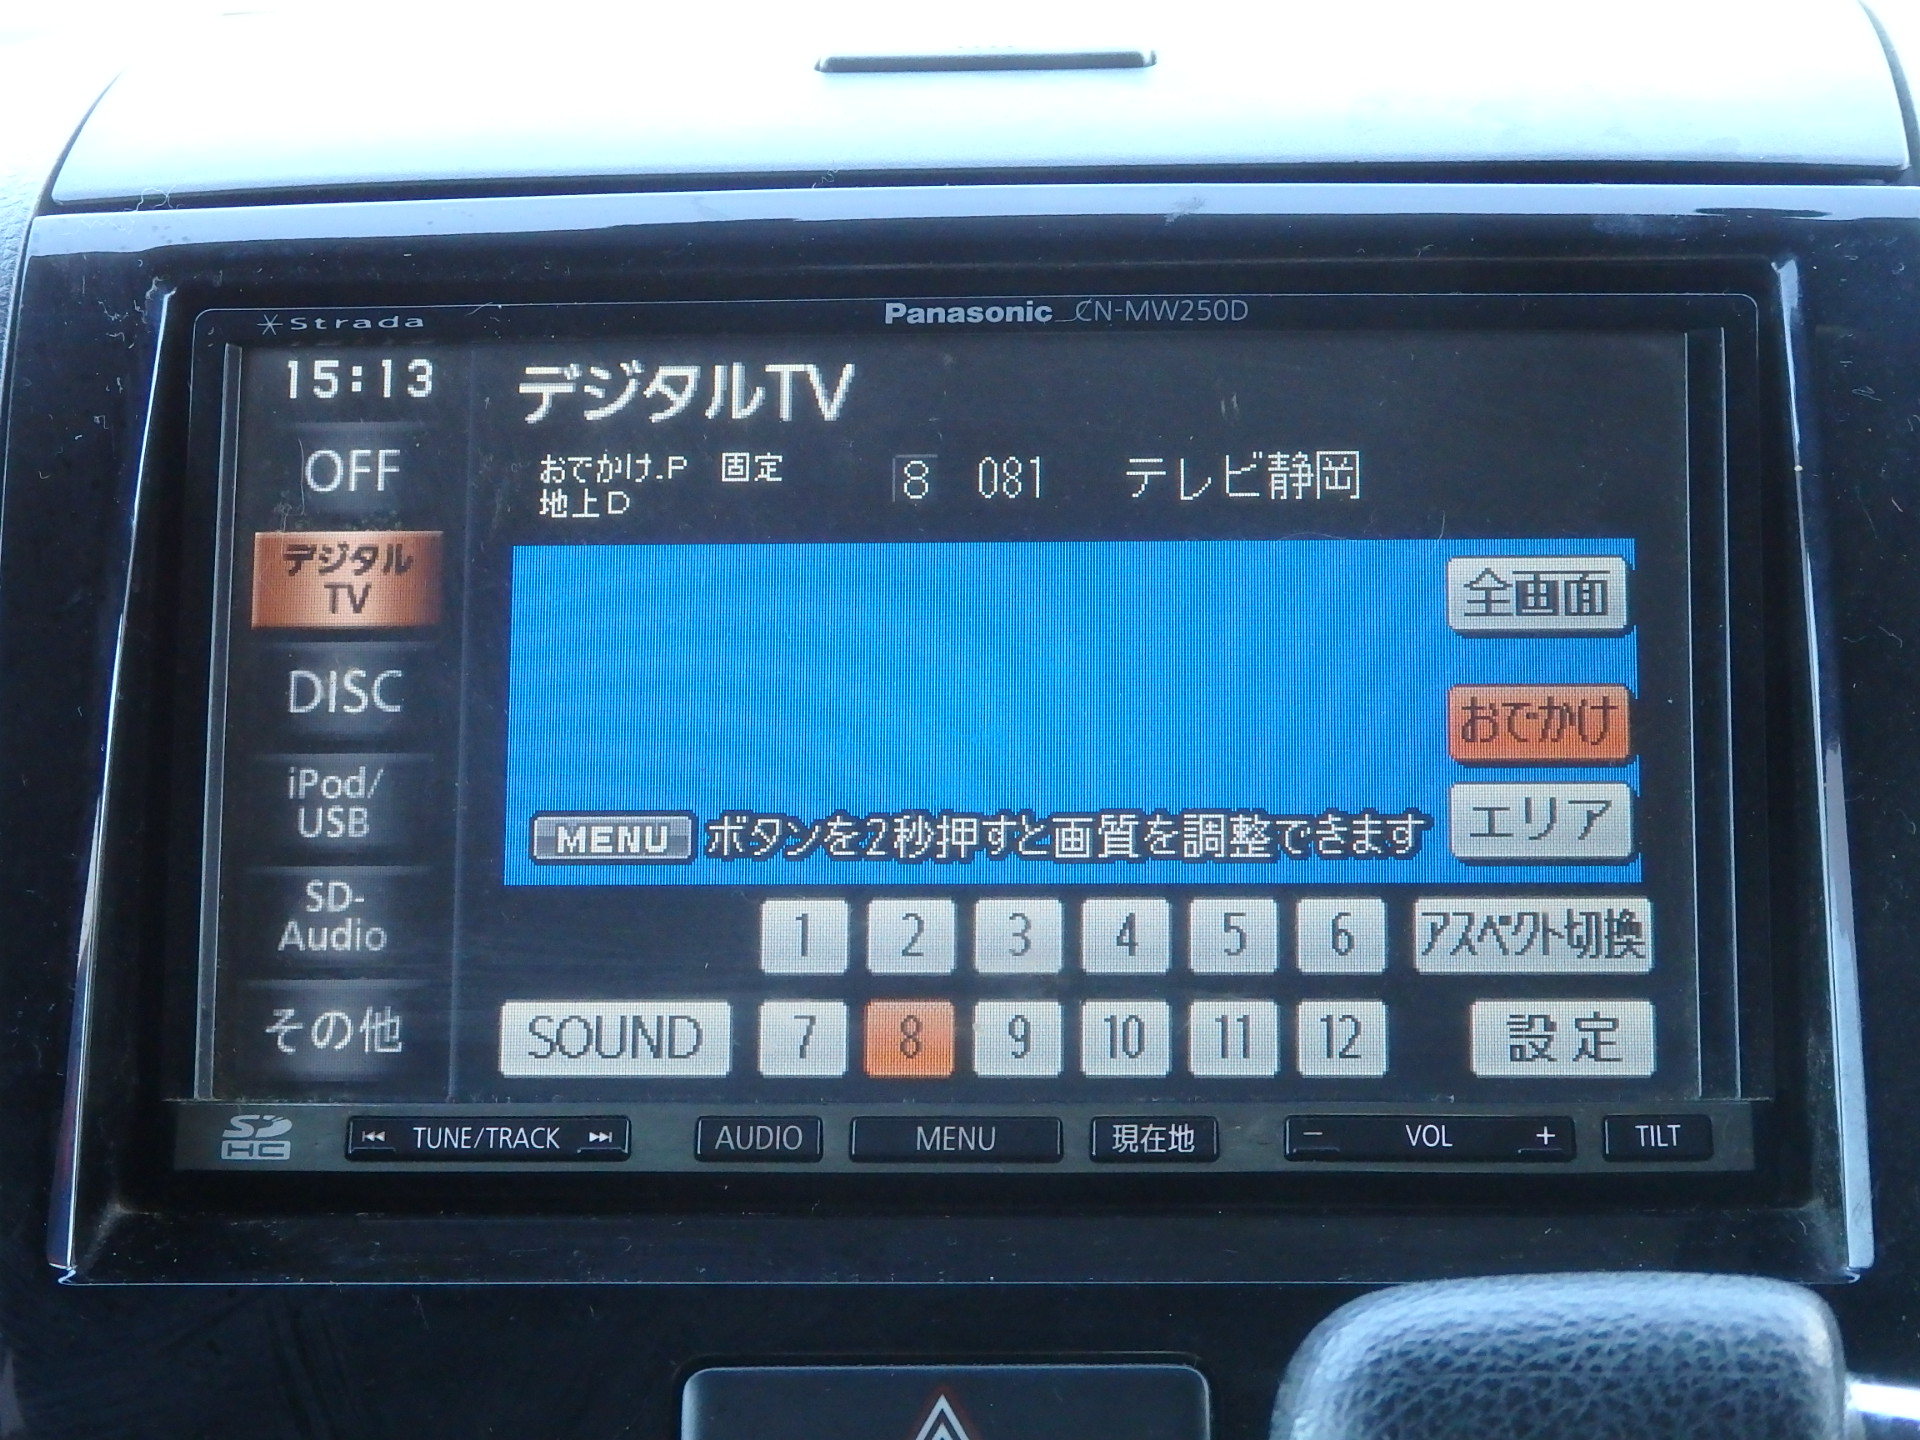 Strada
Panasonic CN-MW250D
15:13
デジタルTV
OFF
おでかけ.P 固定
地上D
8 081 テレビ静岡
デジタル
TV
全画面
DISC
おでかけ
iPod/
USB
エリア
MENU ボタンを2秒押すと画質を調整できます
SD-
Audio
1 2 3 4 5 6 アスペクト切換
その他
SOUND 7 8 9 10 11 12 設定
SD HC
TUNE/TRACK AUDIO MENU 現在地 − VOL + TILT